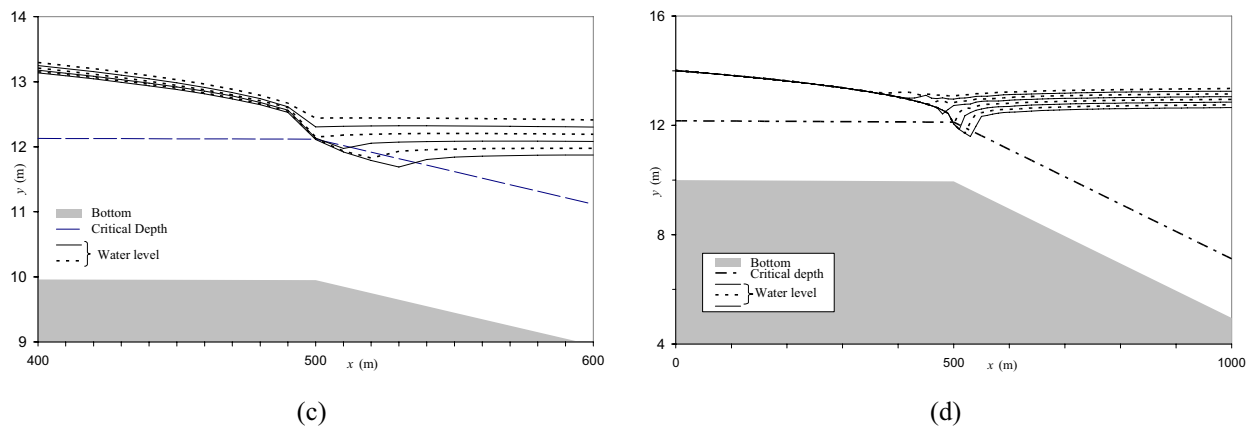 14
13
12
11
10
9
y (m)
Bottom
Critical Depth
Water level
400
500
600
x (m)
(c)
16
12
8
4
y (m)
Bottom
Critical depth
Water level
0
500
1000
x (m)
(d)